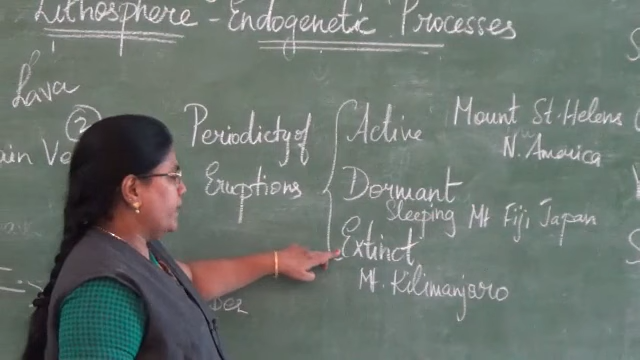 Lithosphere - Endogenetic Processes
Lava
2
Periodicty of
Eruptions
Active
Mount St. Helens
N. America
Dormant
Sleeping Mt Fiji Japan
Extinct
Mt. Kilimanjaro